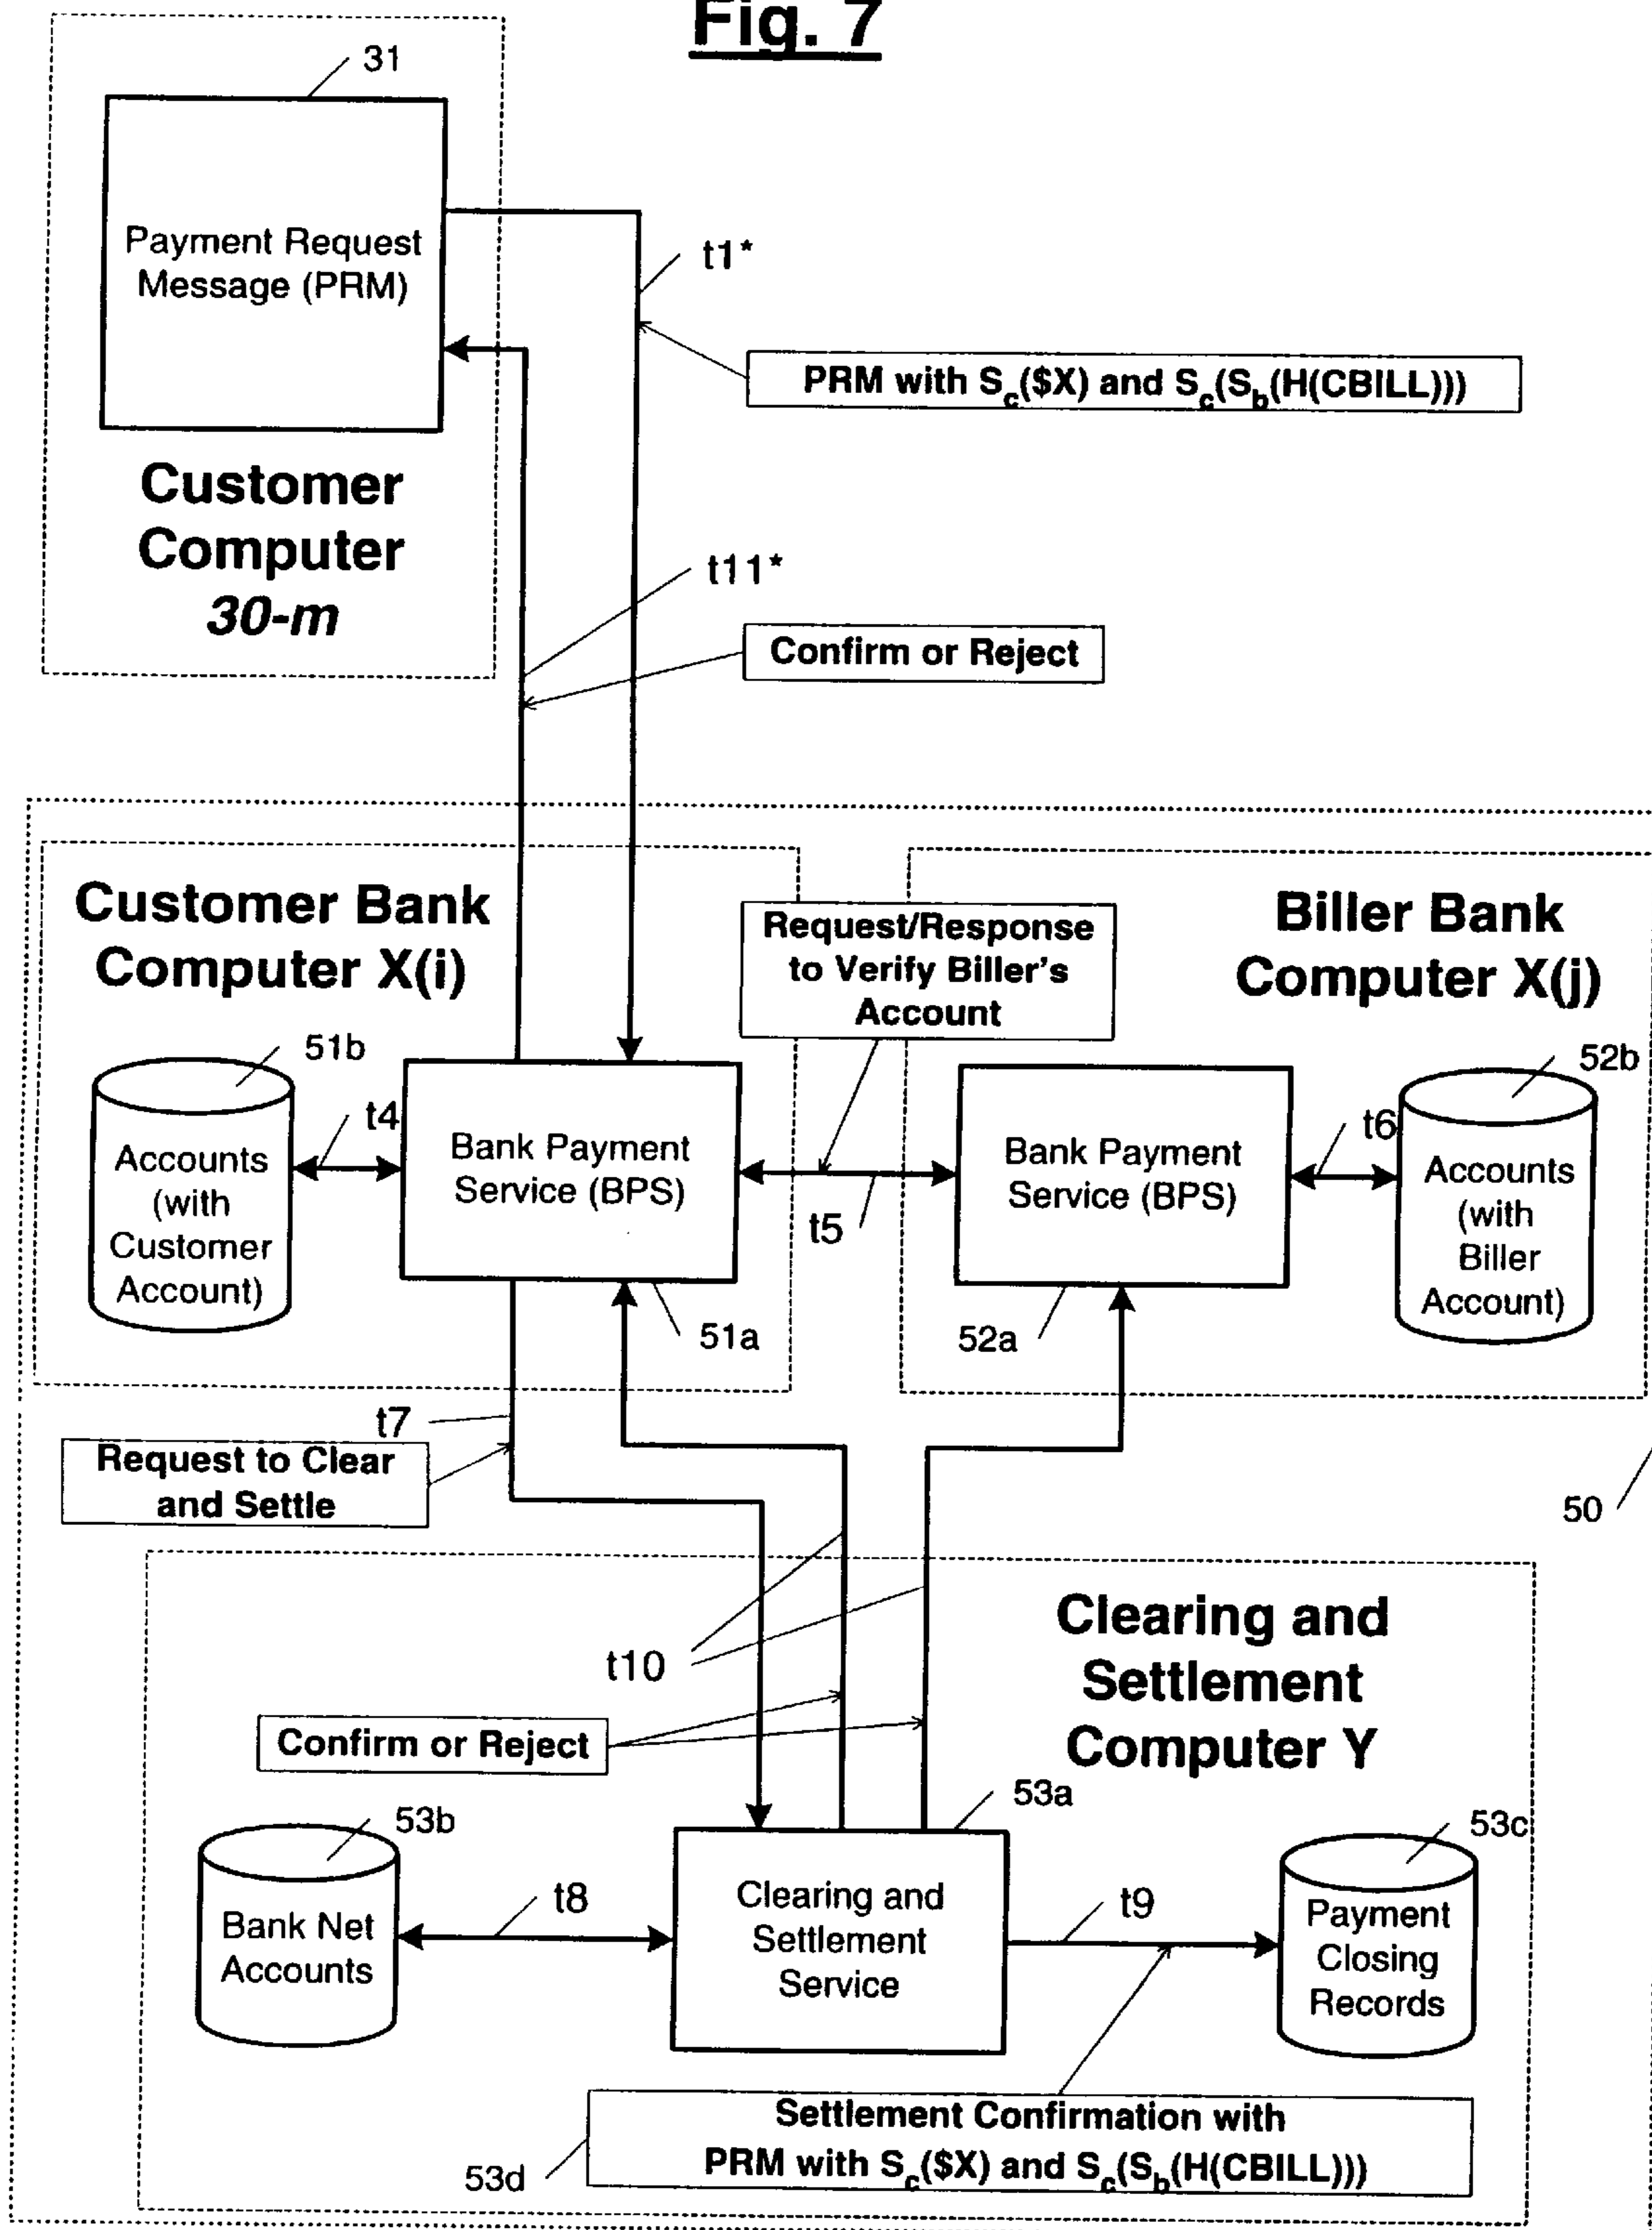 Fig. 7
31
Payment Request
Message (PRM)
t1*
PRM with Sc($X) and Sc(Sb(H(CBILL)))
Customer
Computer
30-m
t11*
Confirm or Reject
Customer Bank
Computer X(i)
Request/Response
to Verify Biller's
Account
Biller Bank
Computer X(j)
51b
t4
Accounts
(with
Customer
Account)
Bank Payment
Service (BPS)
t5
51a
Bank Payment
Service (BPS)
52a
t6
52b
Accounts
(with
Biller
Account)
t7
Request to Clear
and Settle
50
t10
Clearing and
Settlement
Computer Y
Confirm or Reject
53a
53b
Bank Net
Accounts
t8
Clearing and
Settlement
Service
t9
53c
Payment
Closing
Records
Settlement Confirmation with
PRM with Sc($X) and Sc(Sb(H(CBILL)))
53d